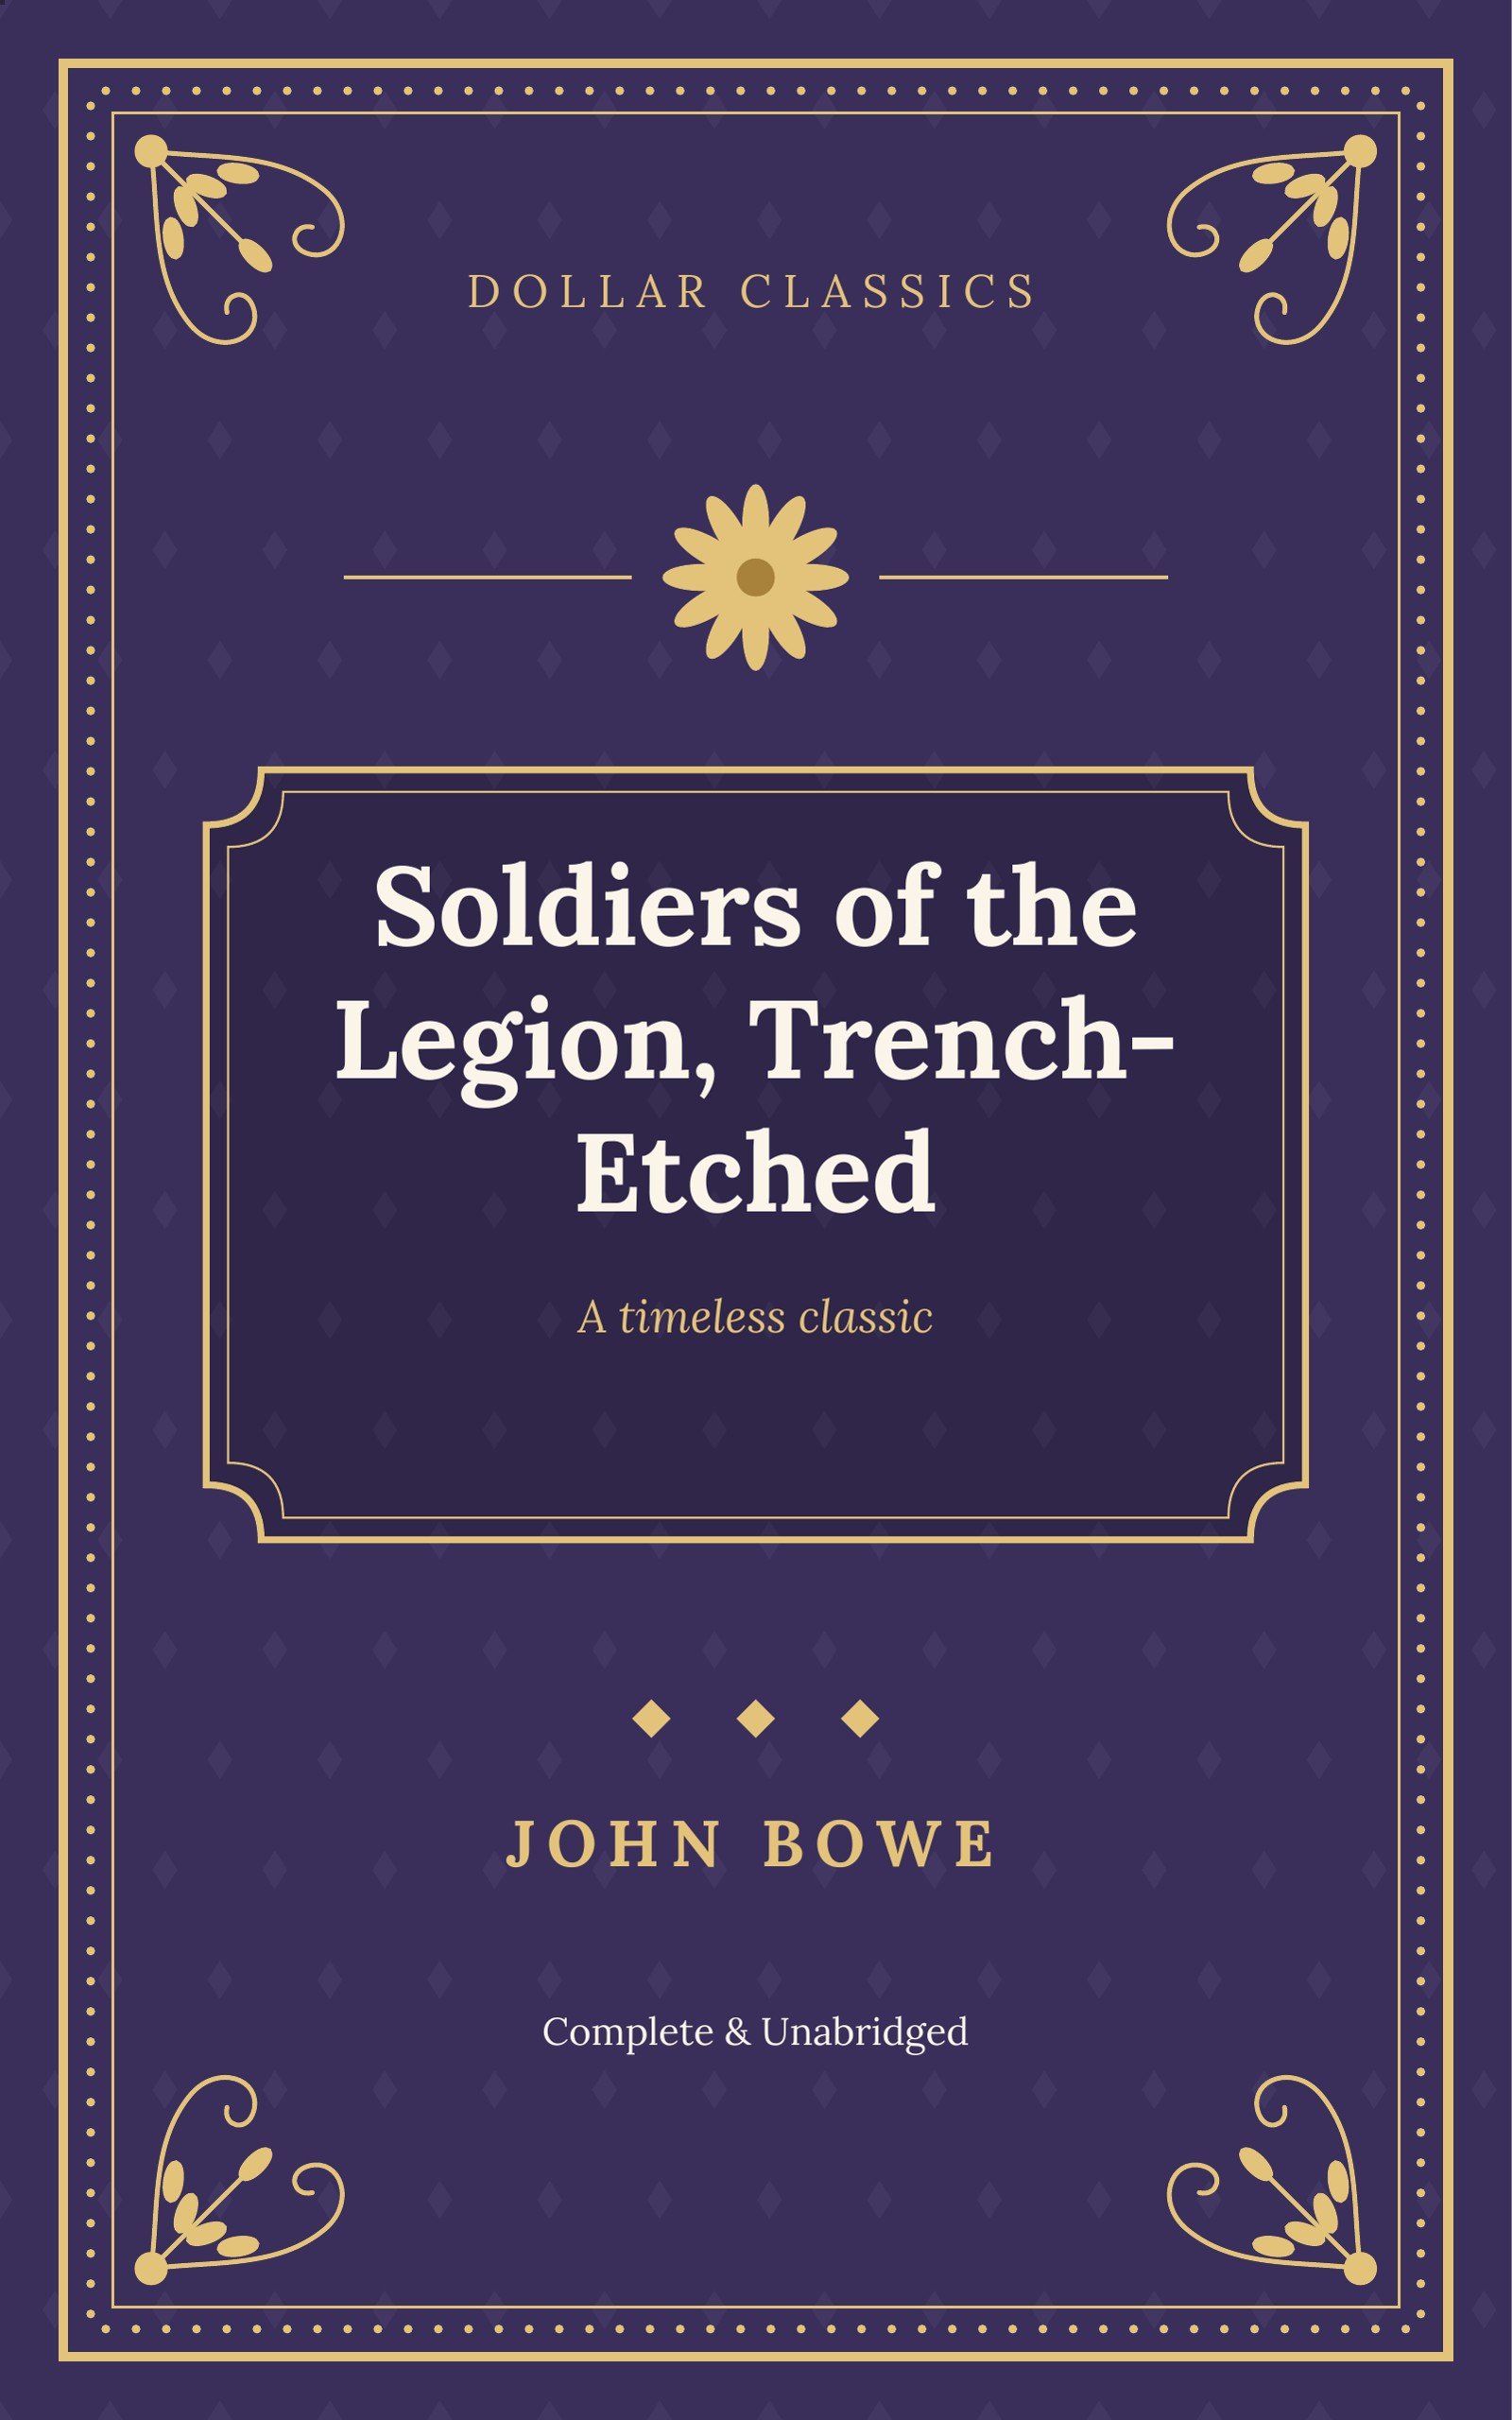 DOLLAR CLASSICS
Soldiers of the
Legion, Trench-
Etched
A timeless classic
JOHN BOWE
Complete & Unabridged